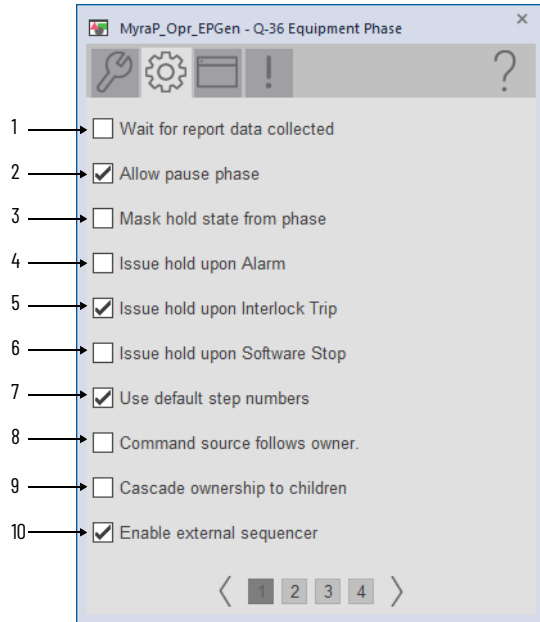 MyraP_Opr_EPGen - Q-36 Equipment Phase
×
?
!
1 Wait for report data collected
2 Allow pause phase
3 Mask hold state from phase
4 Issue hold upon Alarm
5 Issue hold upon Interlock Trip
6 Issue hold upon Software Stop
7 Use default step numbers
8 Command source follows owner.
9 Cascade ownership to children
10 Enable external sequencer
1 2 3 4